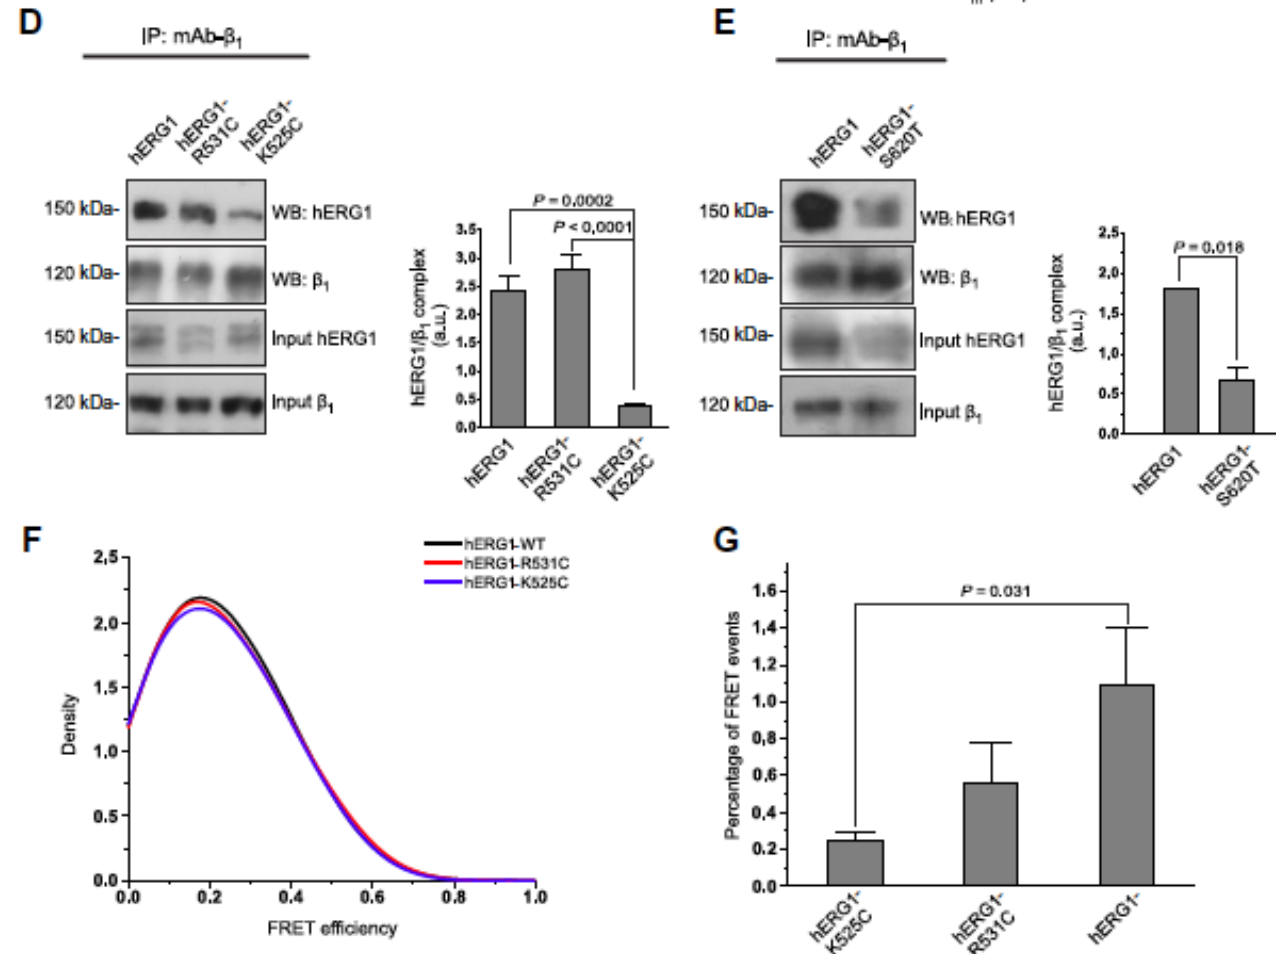 D
IP: mAb-β1
hERG1
hERG1-
R531C
hERG1-
K525C
150 kDa-
WB: hERG1
120 kDa-
WB: β1
150 kDa-
Input hERG1
120 kDa-
Input β1
hERG1/β1 complex
(a.u.)
3.5
3.0
2.5
2.0
1.5
1.0
0.5
0.0
P = 0.0002
P < 0.0001
hERG1
hERG1-
R531C
hERG1-
K525C
E
IP: mAb-β1
hERG1
hERG1-
S620T
150 kDa-
WB: hERG1
120 kDa-
WB: β1
150 kDa-
Input hERG1
120 kDa-
Input β1
hERG1/β1 complex
(a.u.)
2.5
2.0
1.5
1.0
0.5
0.0
P = 0.018
hERG1
hERG1-
S620T
F
hERG1-WT
hERG1-R531C
hERG1-K525C
Density
2,5
2.0
1.5
1.0
0.5
0.0
0.0 0.2 0.4 0.6 0.8 1.0
FRET efficiency
G
Percentage of FRET events
1.6
1.4
1.2
1.0
0.8
0.6
0.4
0.2
0.0
P = 0.031
hERG1-
K525C
hERG1-
R531C
hERG1-